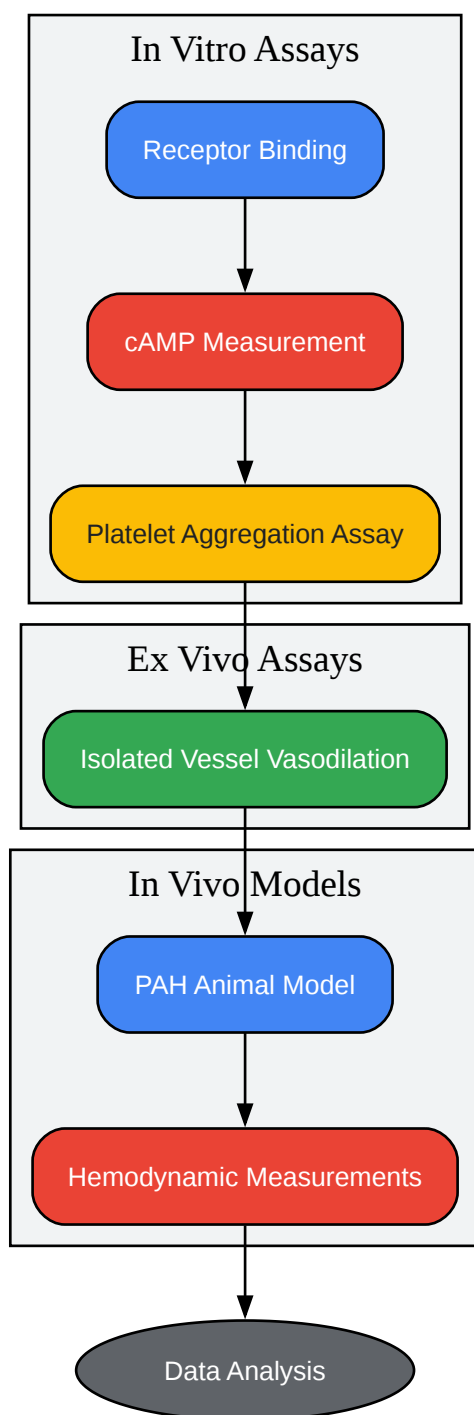 In Vitro Assays
Receptor Binding
cAMP Measurement
Platelet Aggregation Assay
Ex Vivo Assays
Isolated Vessel Vasodilation
In Vivo Models
PAH Animal Model
Hemodynamic Measurements
Data Analysis